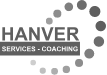 HANVER
SERVICES - COACHING